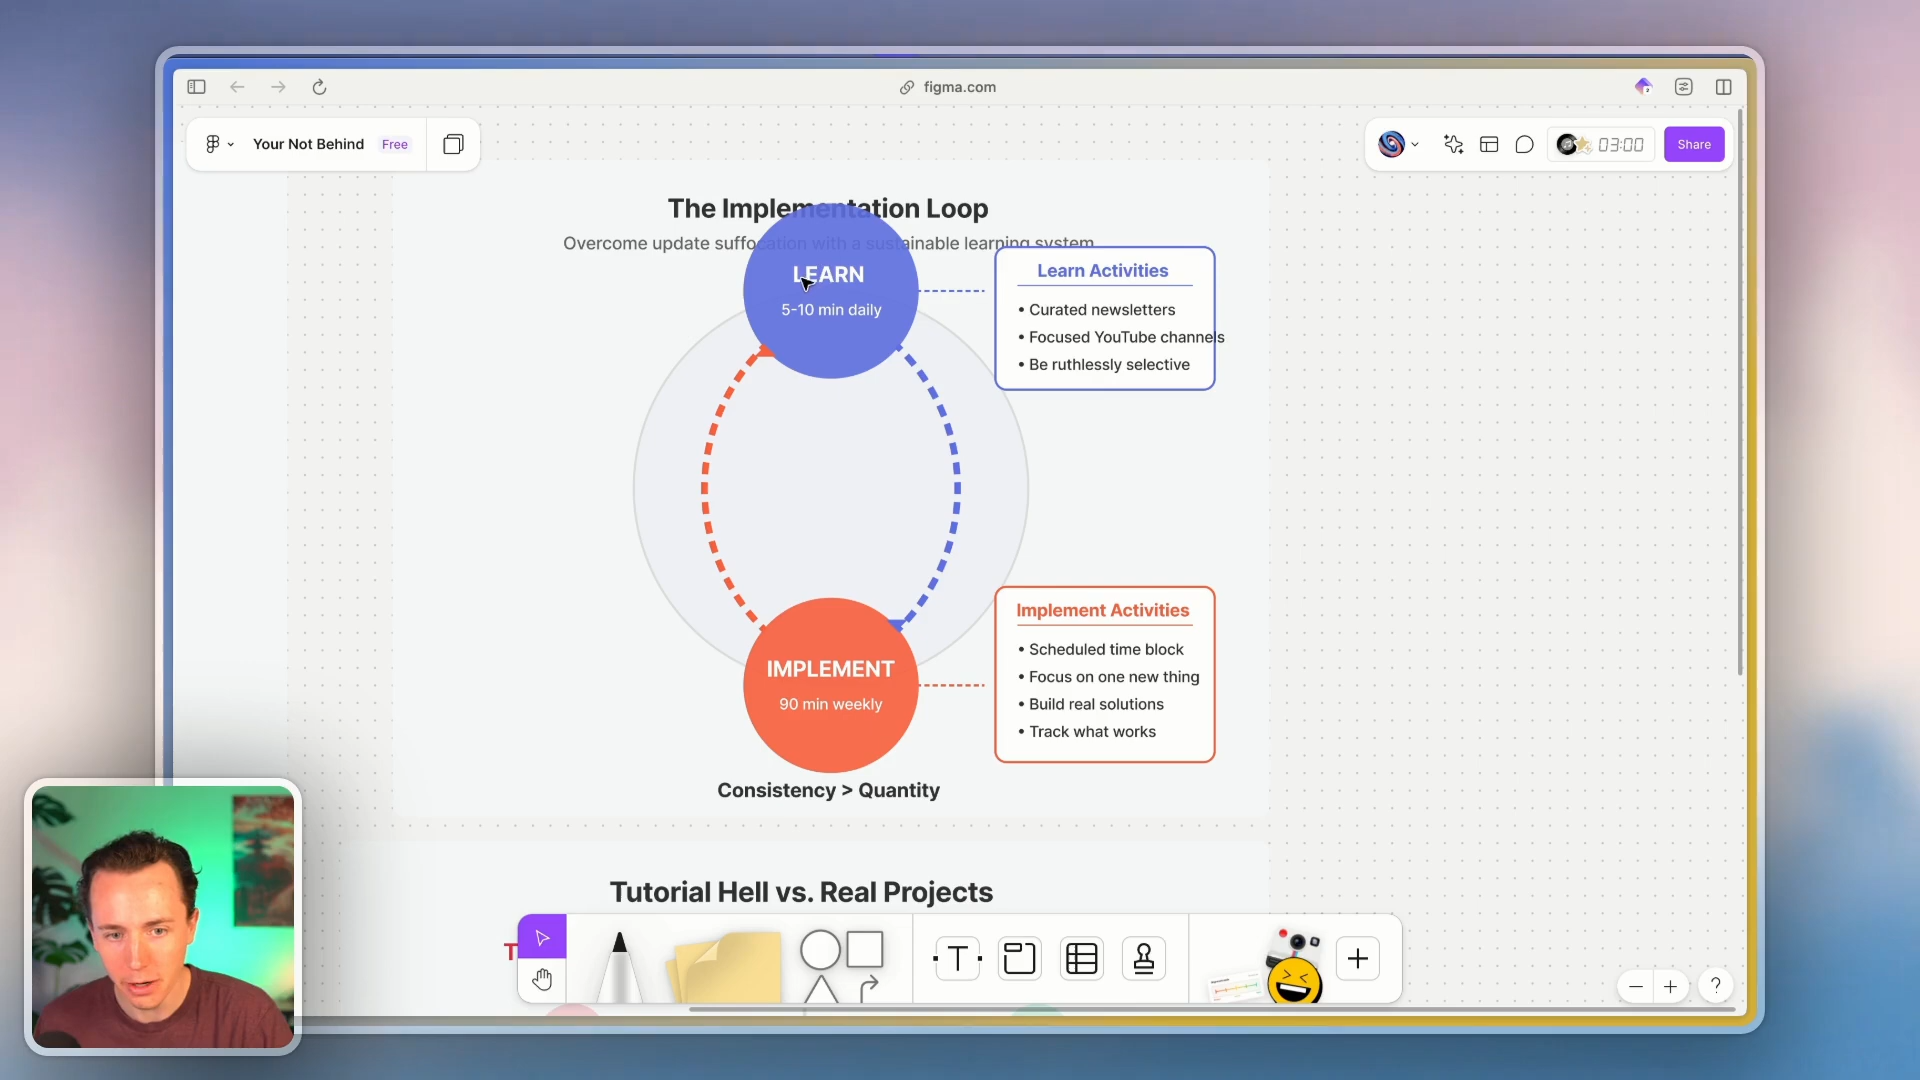 figma.com
Your Not Behind Free
03:00
Share
The Implementation Loop
Overcome update suffocation with a sustainable learning system
LEARN
5-10 min daily
Learn Activities
• Curated newsletters
• Focused YouTube channels
• Be ruthlessly selective
IMPLEMENT
90 min weekly
Implement Activities
• Scheduled time block
• Focus on one new thing
• Build real solutions
• Track what works
Consistency > Quantity
Tutorial Hell vs. Real Projects
T
T
?